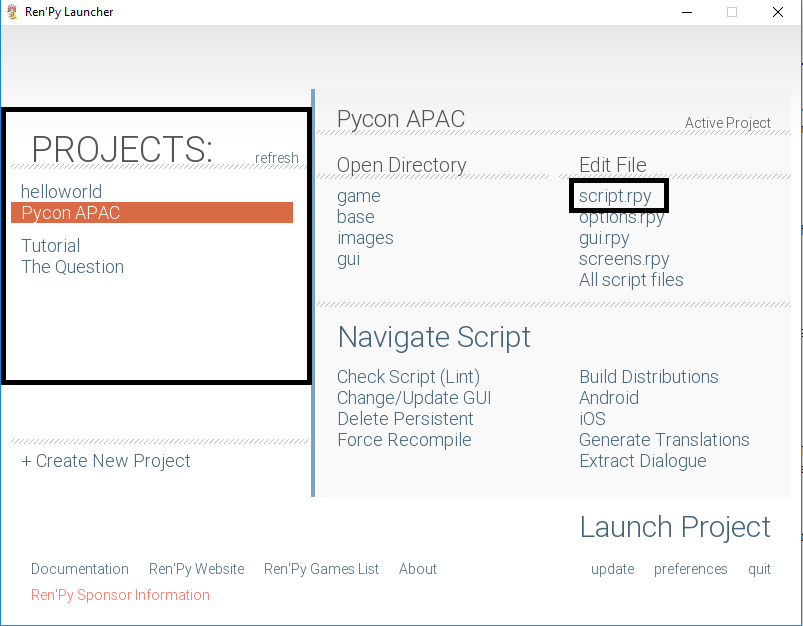 Ren'Py Launcher
PROJECTS:
refresh
helloworld
Pycon APAC
Tutorial
The Question
+ Create New Project
Pycon APAC
Active Project
Open Directory
game
base
images
gui
Edit File
script.rpy
options.rpy
gui.rpy
screens.rpy
All script files
Navigate Script
Check Script (Lint)
Change/Update GUI
Delete Persistent
Force Recompile
Build Distributions
Android
iOS
Generate Translations
Extract Dialogue
Launch Project
Documentation Ren'Py Website Ren'Py Games List About
update preferences quit
Ren'Py Sponsor Information